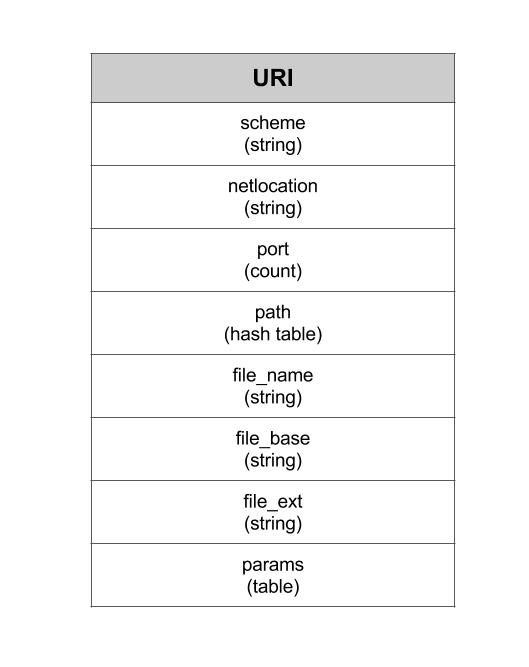 URI
scheme
(string)
netlocation
(string)
port
(count)
path
(hash table)
file_name
(string)
file_base
(string)
file_ext
(string)
params
(table)